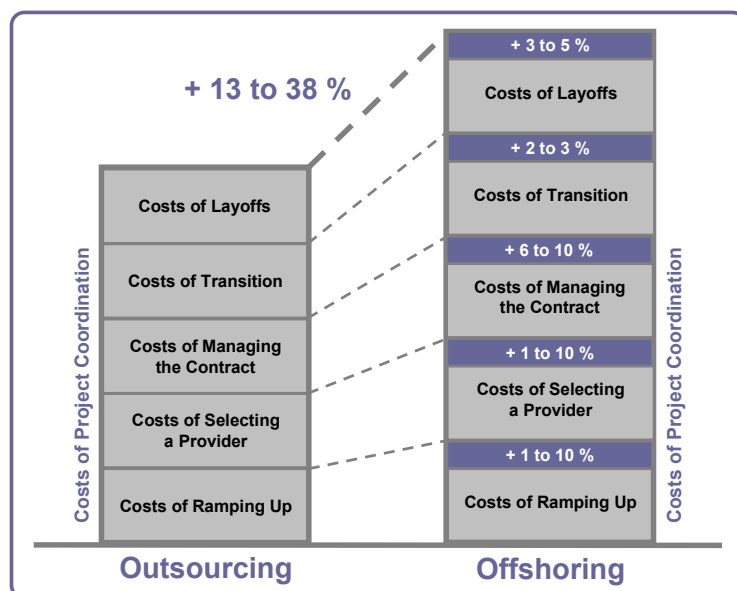 + 13 to 38 %
Costs of Project Coordination
Costs of Layoffs
Costs of Transition
Costs of Managing
the Contract
Costs of Selecting
a Provider
Costs of Ramping Up
Outsourcing
+ 3 to 5 %
Costs of Layoffs
+ 2 to 3 %
Costs of Transition
+ 6 to 10 %
Costs of Managing
the Contract
+ 1 to 10 %
Costs of Selecting
a Provider
+ 1 to 10 %
Costs of Ramping Up
Costs of Project Coordination
Offshoring